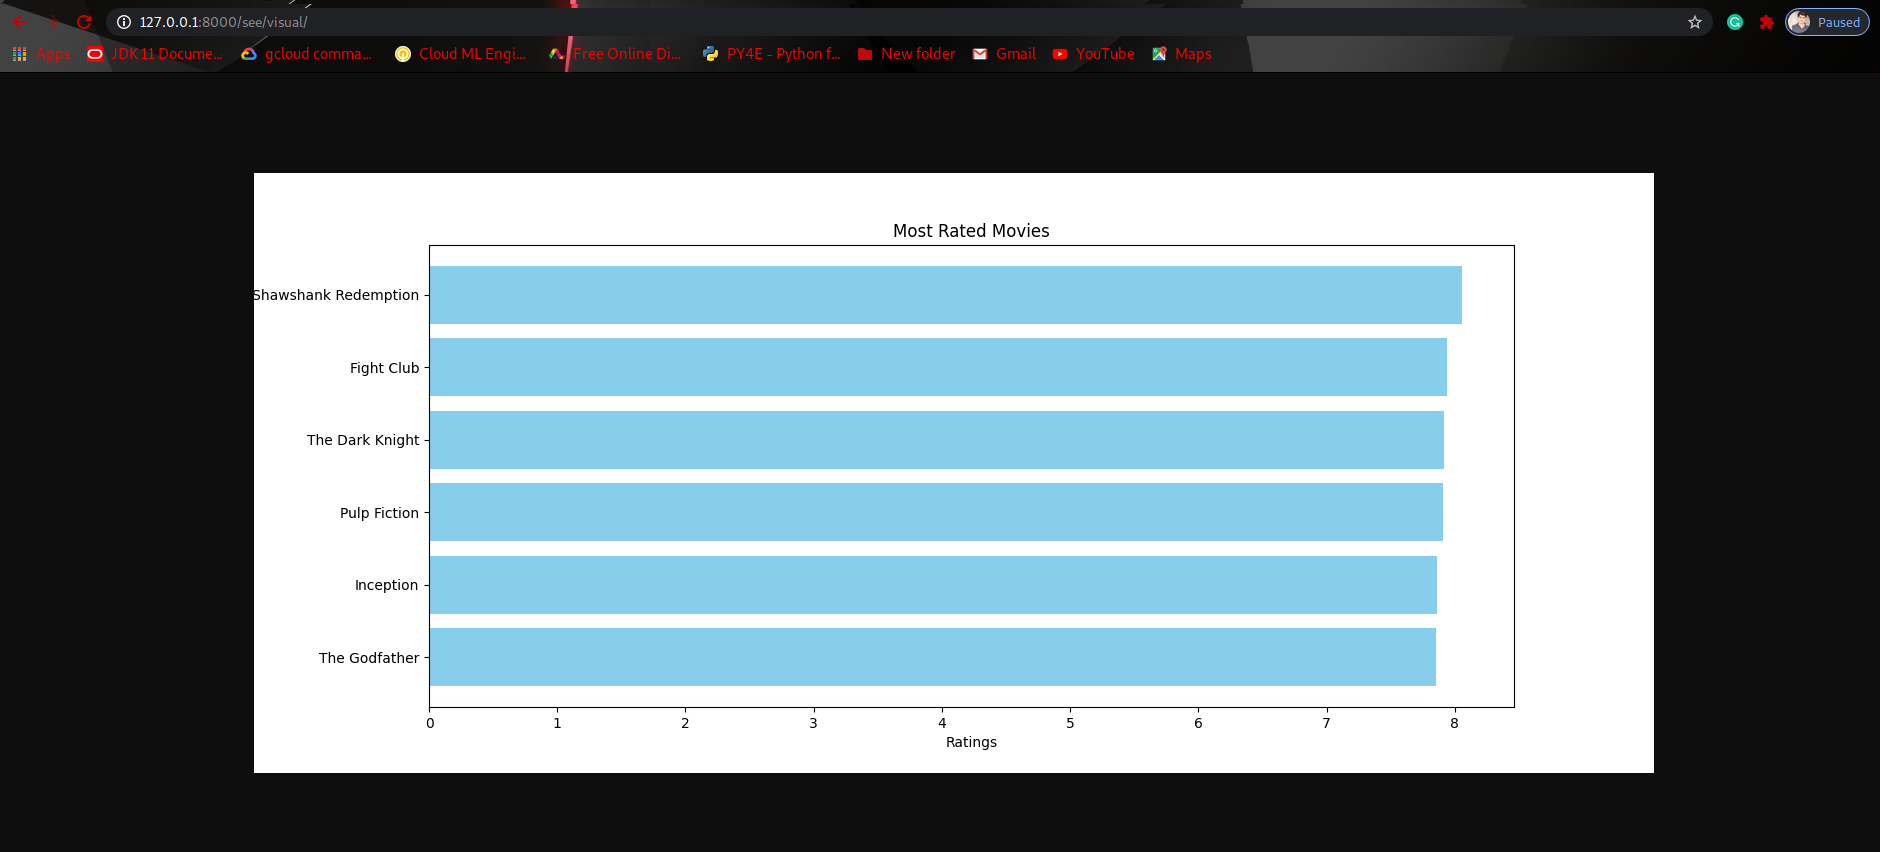 127.0.0.1:8000/see/visual/
Paused
Apps JDK11 Docume... gcloud comma... Cloud ML Engi... Free Online Di... PY4E - Python f... New folder Gmail YouTube Maps
Most Rated Movies
Shawshank Redemption
Fight Club
The Dark Knight
Pulp Fiction
Inception
The Godfather
0 1 2 3 4 5 6 7 8
Ratings